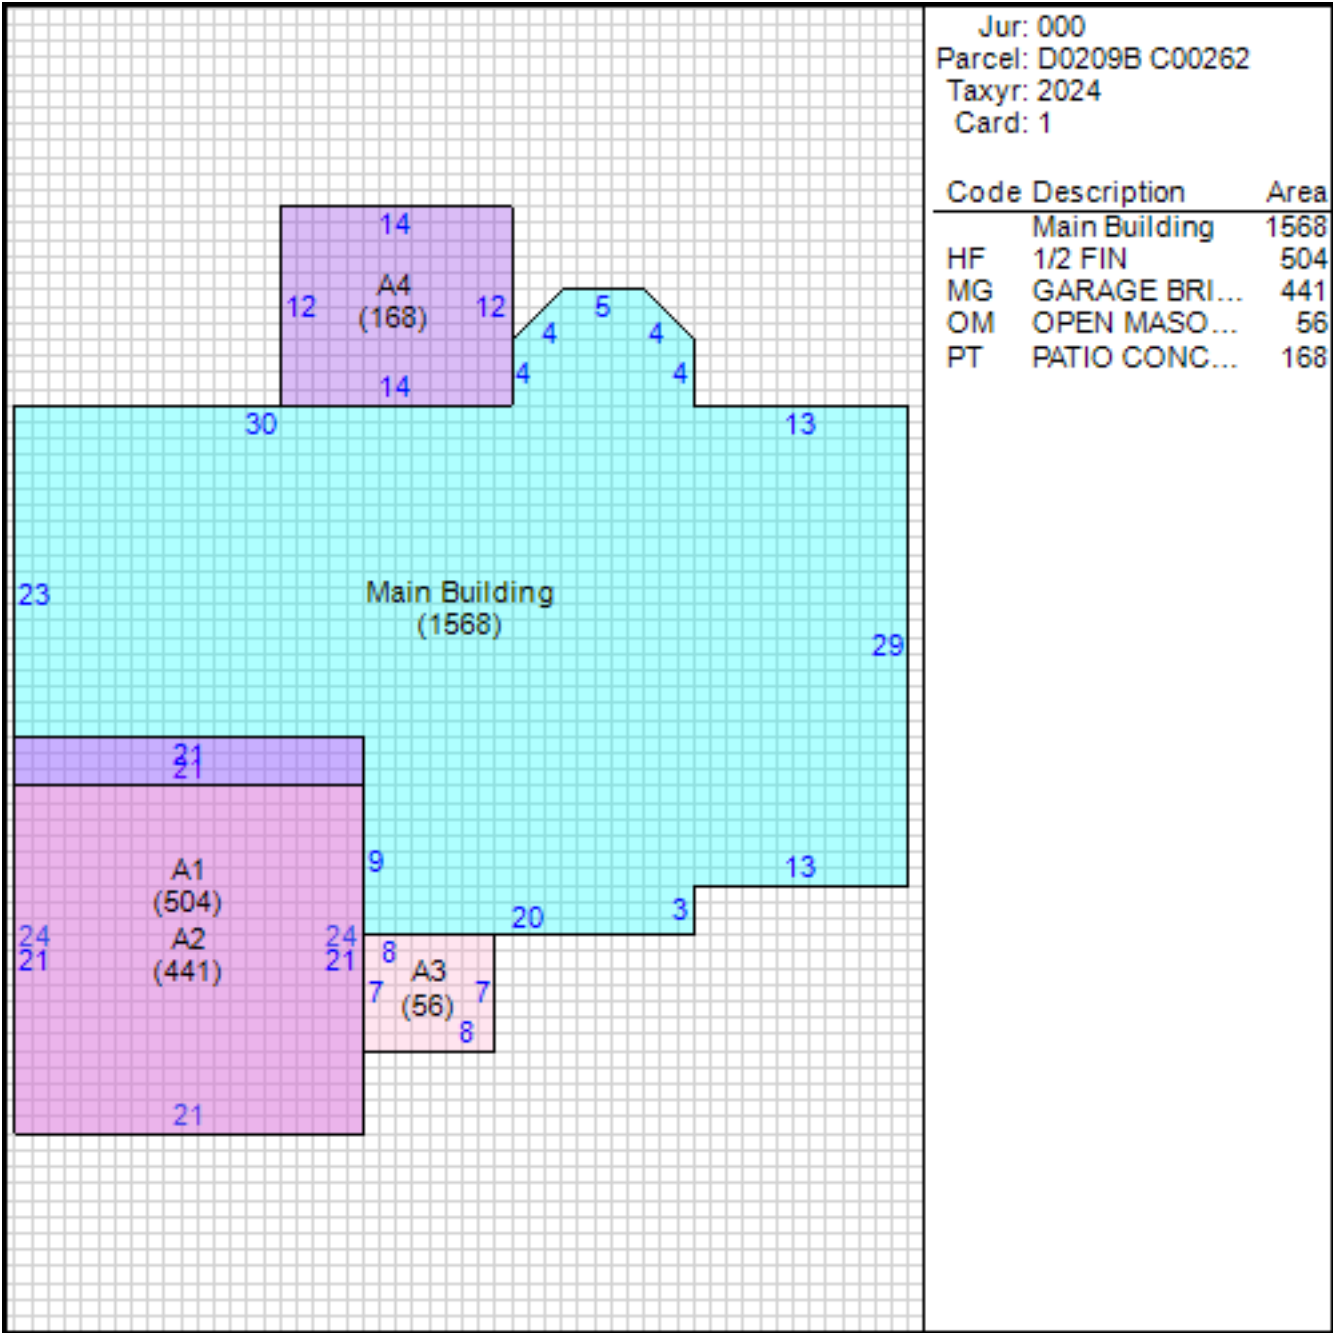 Jur: 000
Parcel: D0209B C00262
Taxyr: 2024
Card: 1
Code Description Area
Main Building 1568
HF 1/2 FIN 504
MG GARAGE BRI... 441
OM OPEN MASO... 56
PT PATIO CONC... 168
14
A4
(168)
12
12
14
5
4
4
4
4
30
13
23
Main Building
(1568)
29
21
21
9
13
A1
(504)
A2
(441)
24
21
24
21
20
3
8
A3
(56)
7
7
8
21